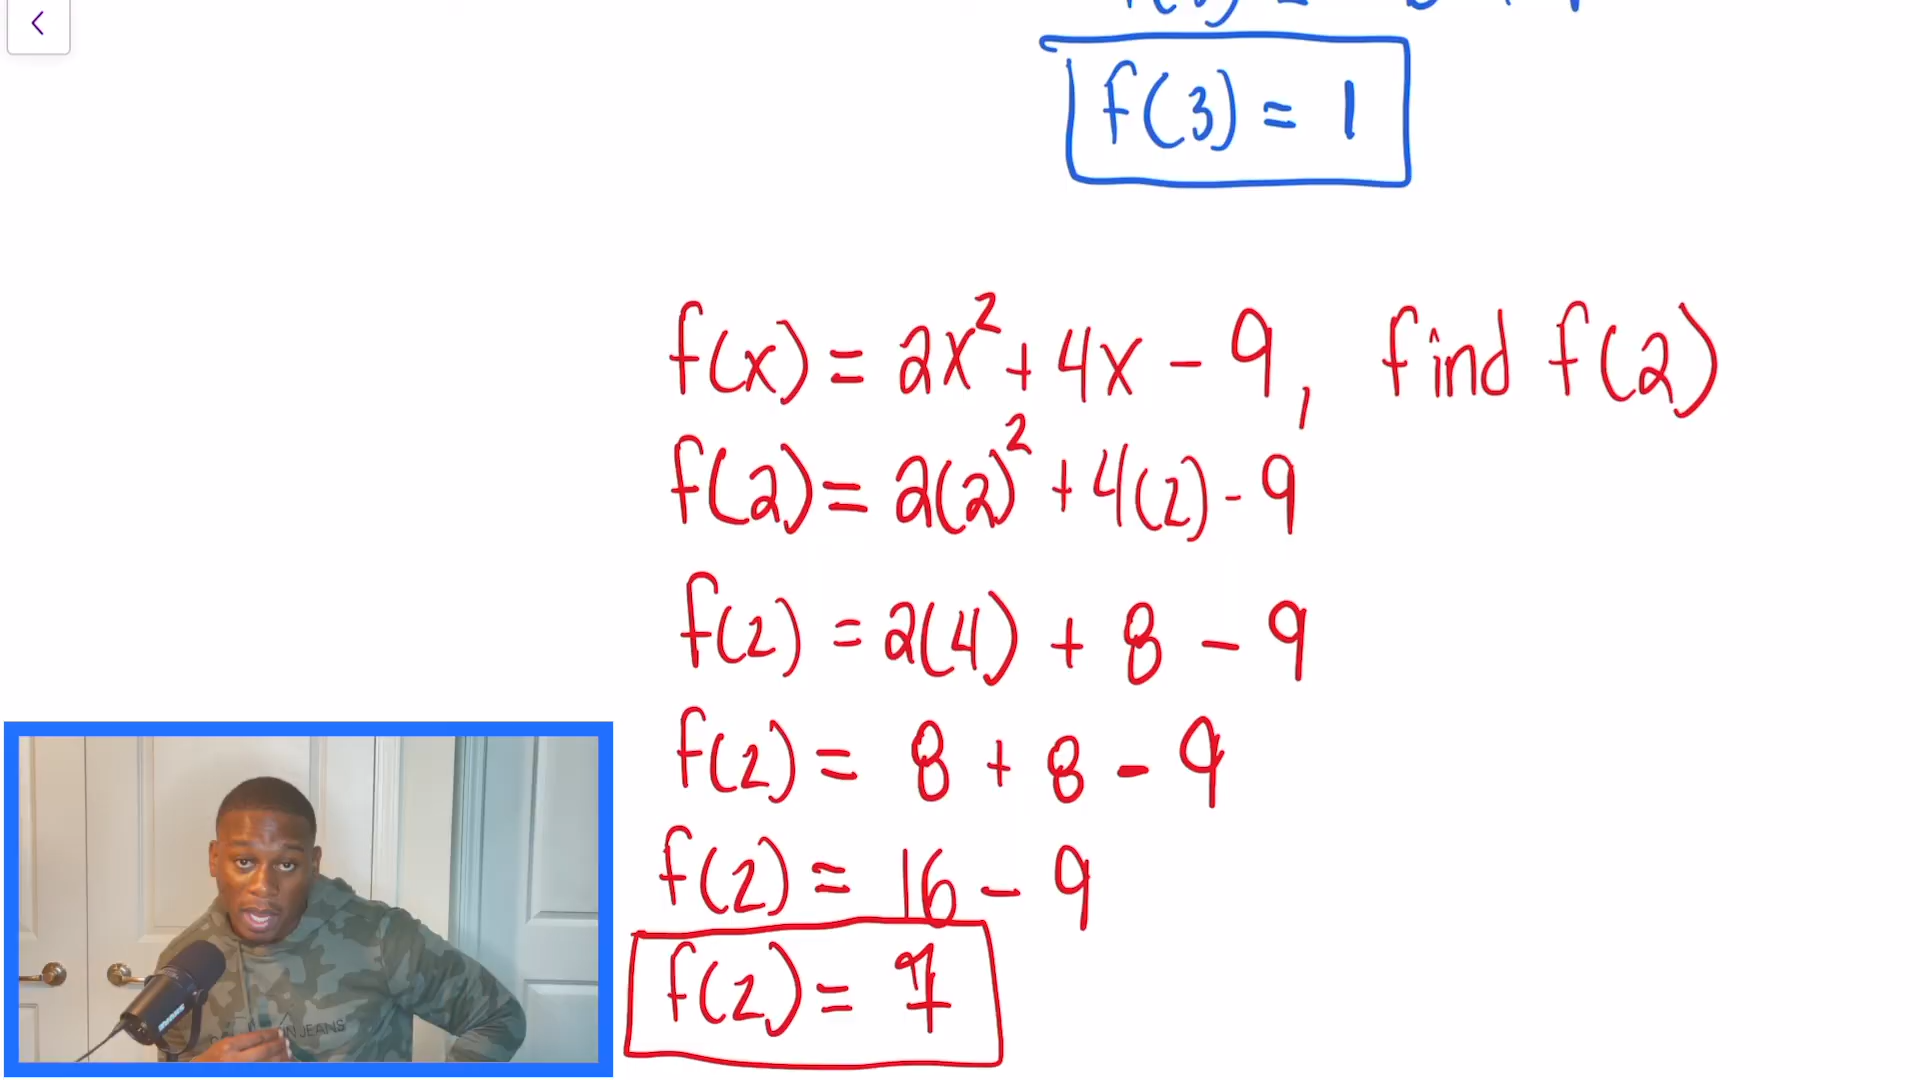 f(3) = 1
f(x) = 2x² + 4x - 9, find f(2)
f(2) = 2(2)² + 4(2) - 9
f(2) = 2(4) + 8 - 9
f(2) = 8 + 8 - 9
f(2) = 16 - 9
f(2) = 7
JEANS